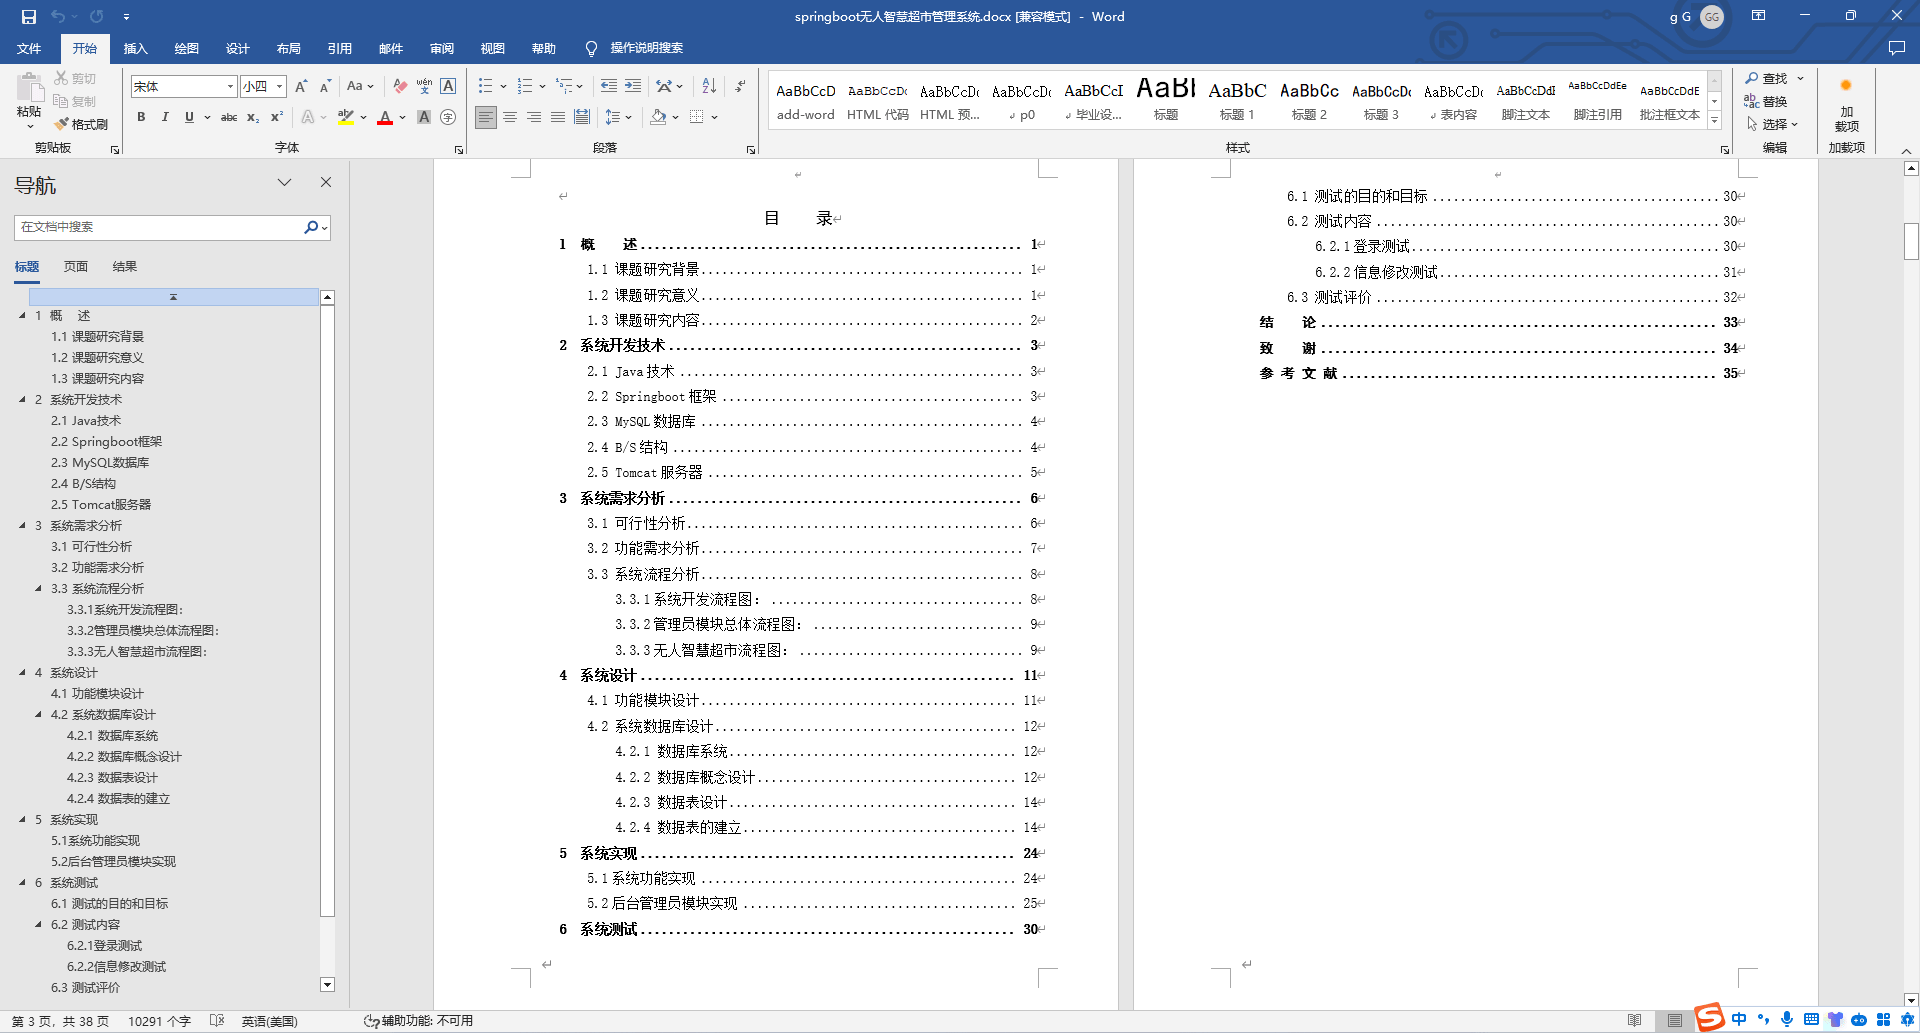 springboot无人智慧超市管理系统.docx [兼容模式] - Word
g G GG
文件 开始 插入 绘图 设计 布局 引用 邮件 审阅 视图 帮助 操作说明搜索
粘贴 剪切 复制 格式刷
宋体 小四
AaBbCcD AaBbCcDc AaBbCcDc AaBbCcDc AaBbCcI AaBl AaBbC AaBbCc AaBbCcDc AaBbCcDc AaBbCcDdI AaBbCcDdEe AaBbCcDdE
add-word HTML 代码 HTML 预... p0 毕业设... 标题 标题 1 标题 2 标题 3 表内容 脚注文本 脚注引用 批注框文本
查找 替换 选择
加载项
剪贴板 字体 段落 样式 编辑 加载项
导航
在文档中搜索
标题 页面 结果
1 概 述
1.1 课题研究背景
1.2 课题研究意义
1.3 课题研究内容
2 系统开发技术
2.1 Java技术
2.2 Springboot框架
2.3 MySQL数据库
2.4 B/S结构
2.5 Tomcat服务器
3 系统需求分析
3.1 可行性分析
3.2 功能需求分析
3.3 系统流程分析
3.3.1系统开发流程图:
3.3.2管理员模块总体流程图:
3.3.3无人智慧超市流程图:
4 系统设计
4.1 功能模块设计
4.2 系统数据库设计
4.2.1 数据库系统
4.2.2 数据库概念设计
4.2.3 数据表设计
4.2.4 数据表的建立
5 系统实现
5.1系统功能实现
5.2后台管理员模块实现
6 系统测试
6.1 测试的目的和目标
6.2 测试内容
6.2.1登录测试
6.2.2信息修改测试
6.3 测试评价
目 录
1 概 述 1
1.1 课题研究背景 1
1.2 课题研究意义 1
1.3 课题研究内容 2
2 系统开发技术 3
2.1 Java 技术 3
2.2 Springboot 框架 3
2.3 MySQL 数据库 4
2.4 B/S 结构 4
2.5 Tomcat 服务器 5
3 系统需求分析 6
3.1 可行性分析 6
3.2 功能需求分析 7
3.3 系统流程分析 8
3.3.1 系统开发流程图: 8
3.3.2 管理员模块总体流程图: 9
3.3.3 无人智慧超市流程图: 9
4 系统设计 11
4.1 功能模块设计 11
4.2 系统数据库设计 12
4.2.1 数据库系统 12
4.2.2 数据库概念设计 12
4.2.3 数据表设计 14
4.2.4 数据表的建立 14
5 系统实现 24
5.1 系统功能实现 24
5.2 后台管理员模块实现 25
6 系统测试 30
6.1 测试的目的和目标 30
6.2 测试内容 30
6.2.1 登录测试 30
6.2.2 信息修改测试 31
6.3 测试评价 32
结 论 33
致 谢 34
参 考 文 献 35
第 3 页，共 38 页 10291 个字 英语(美国) 辅助功能: 不可用
中